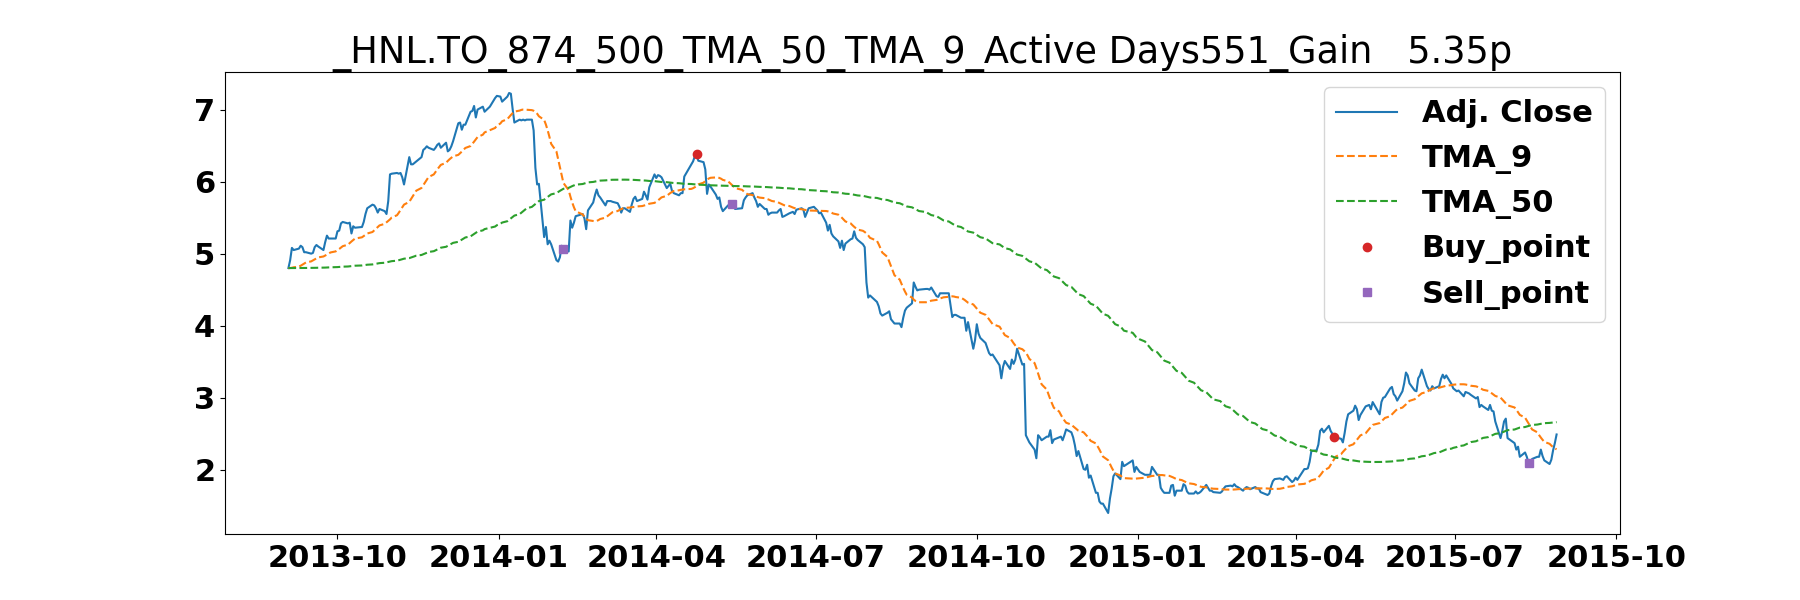 _HNL.TO_874_500_TMA_50_TMA_9_Active Days551_Gain   5.35p
7
6
5
4
3
2
Adj. Close
TMA_9
TMA_50
Buy_point
Sell_point
2013-10 2014-01 2014-04 2014-07 2014-10 2015-01 2015-04 2015-07 2015-10